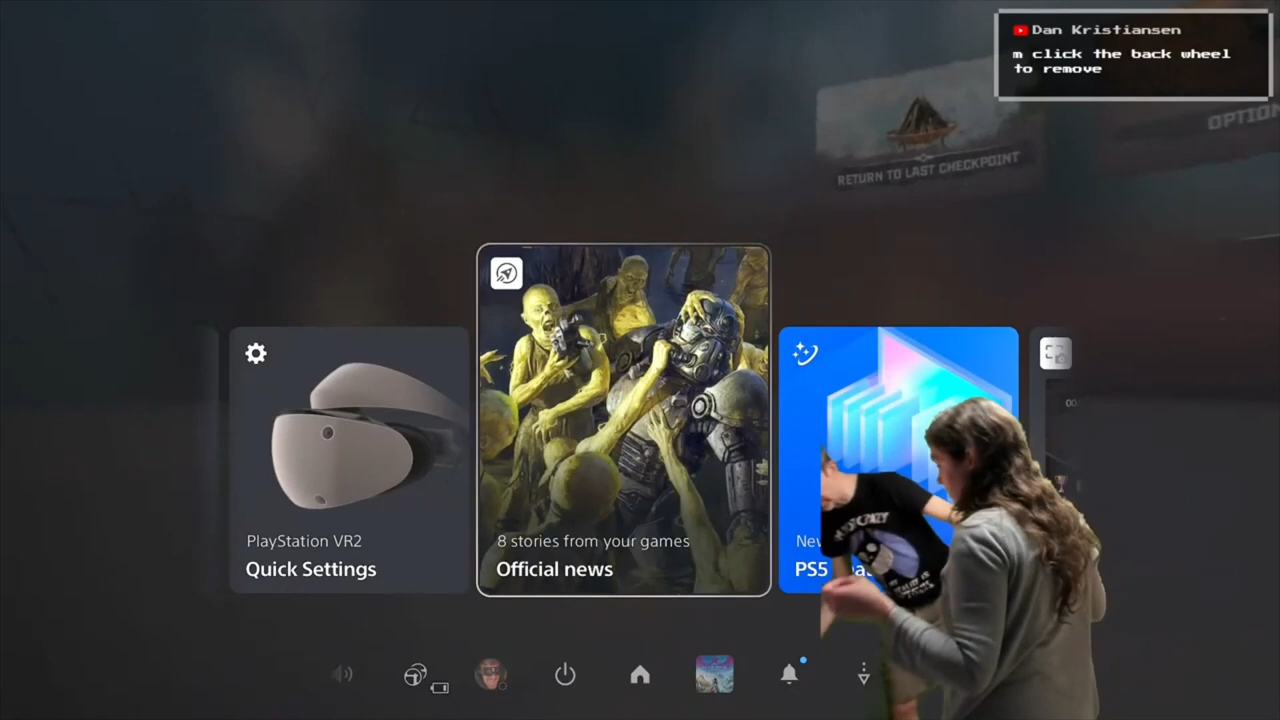 Dan Kristiansen
m click the back wheel
to remove
OPTION
RETURN TO LAST CHECKPOINT
PlayStation VR2
Quick Settings
8 stories from your games
Official news
New
PS5
00